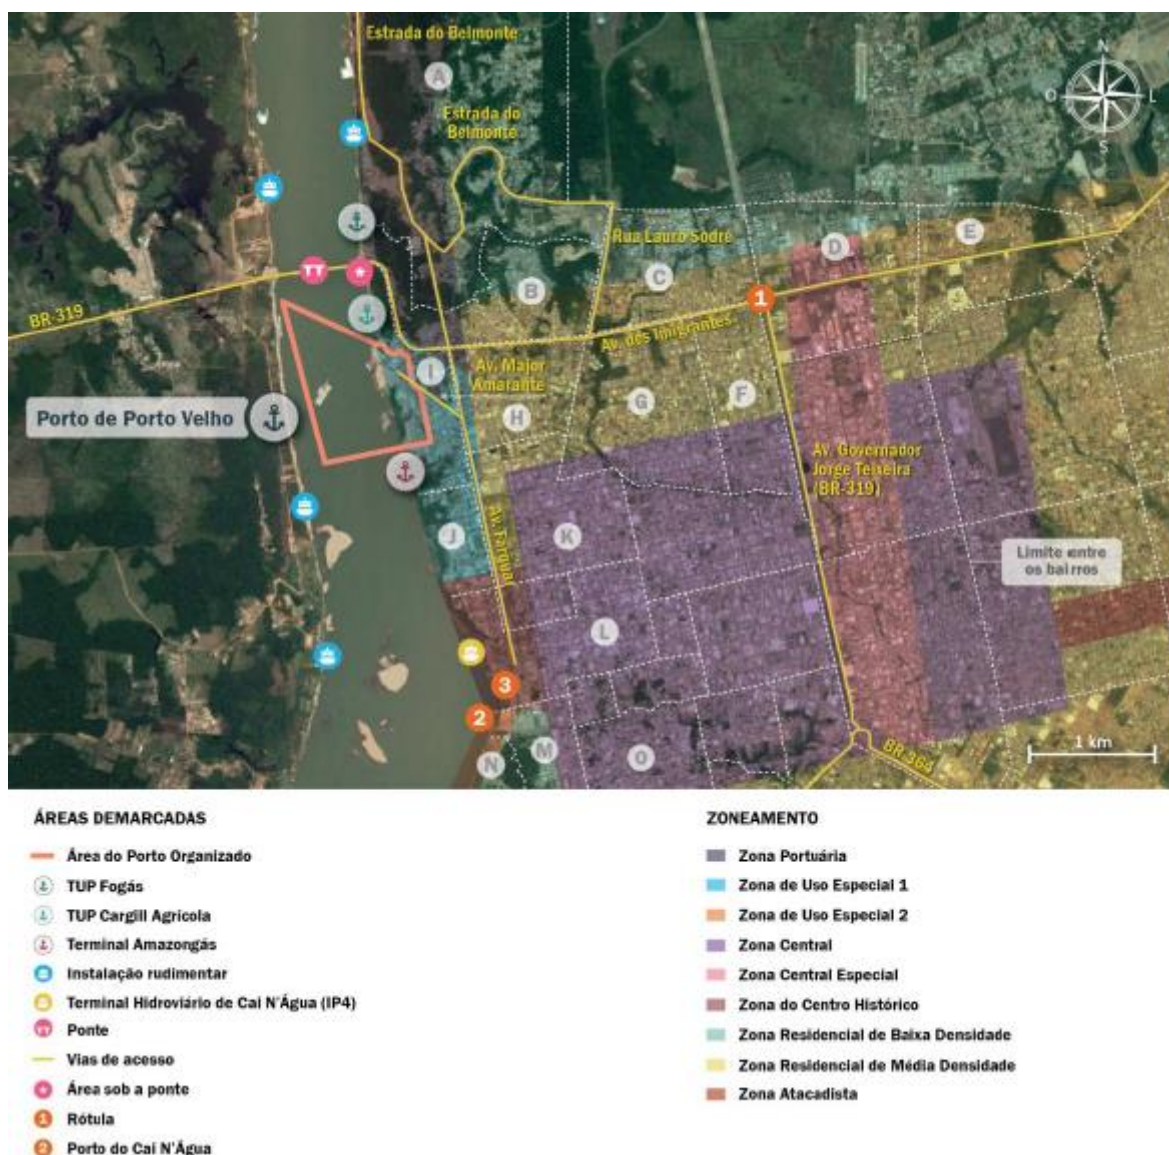 Estrada do Belmonte
A
Estrada do
Belmonte
N
O
L
S
Rua Lauro Sodré
D
E
B
C
1
BR-319
Av. dos Imigrantes
I
Av. Major
Amarante
H
G
F
Porto de Porto Velho
Av. Governador
Jorge Teixeira
(BR-319)
J
Av. Farquar
K
Limite entre
os bairros
L
3
2
M
N
O
BR-364
1 km
ÁREAS DEMARCADAS
Área do Porto Organizado
TUP Fogás
TUP Cargill Agrícola
Terminal Amazongás
Instalação rudimentar
Terminal Hidroviário de Cai N'Água (IP4)
Ponte
Vias de acesso
Área sob a ponte
1 Rótula
2 Porto do Cai N'Água
ZONEAMENTO
Zona Portuária
Zona de Uso Especial 1
Zona de Uso Especial 2
Zona Central
Zona Central Especial
Zona do Centro Histórico
Zona Residencial de Baixa Densidade
Zona Residencial de Média Densidade
Zona Atacadista